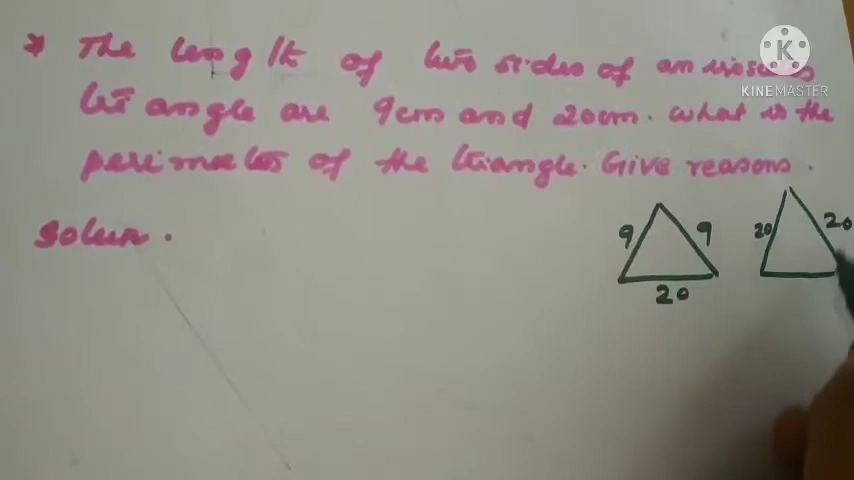 * The length of two sides of an isosceles
triangle are 9cm and 20cm. what is the
perimeter of the triangle. Give reasons.
Solun.
9 9 20
20 20
K
KINEMASTER